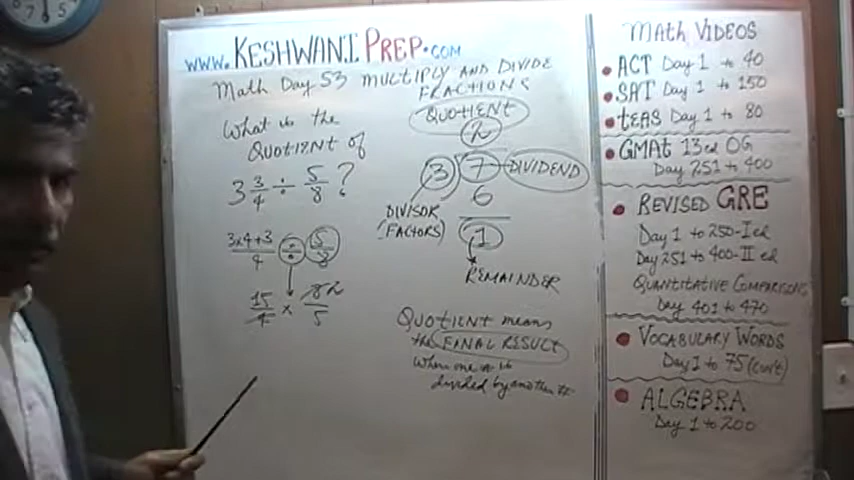 www.KESHWANI PREP.com
Math Day 53 MULTIPLY AND DIVIDE
FRACTIONS
What is the
QUOTIENT of
3 3/4 ÷ 5/8 ?
3x4+3/4 ÷ 5/8
15/4 x 8 2/5
QUOTIENT
2
3 7 DIVIDEND
6
DIVISOR
(FACTORS)
1
REMAINDER
QUOTIENT means
the FINAL RESULT
When one # is
divided by another #
Math VIDEOS
ACT Day 1 to 40
SAT Day 1 to 150
tEAS Day 1 to 80
GMAt 13 ed OG
Day 251 to 400
REVISED GRE
Day 1 to 250-I ed
Day 251 to 400-II ed
QUANTITATIVE COMPARISONS
Day 401 to 470
VOCABULARY WORDS
Day 1 to 75 (con't)
ALGEBRA
Day 1 to 200